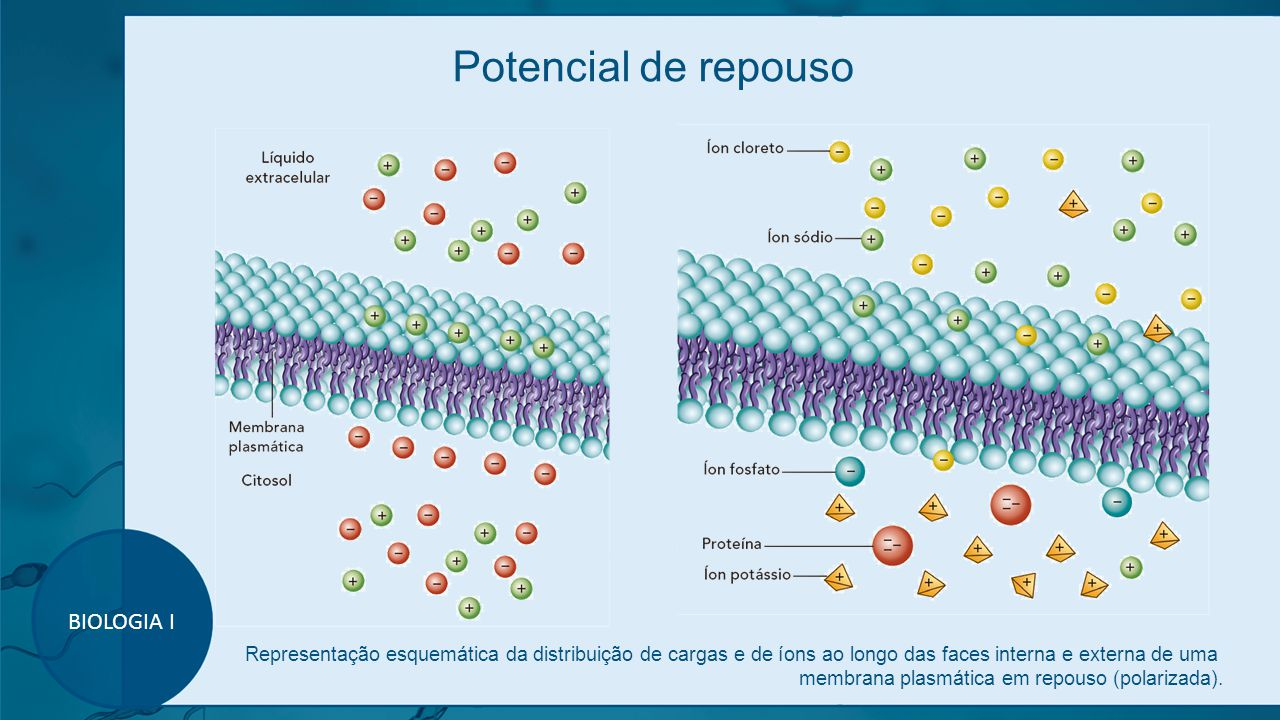 Potencial de repouso
Líquido
extracelular
Membrana
plasmática
Citosol
Íon cloreto
Íon sódio
Íon fosfato
Proteína
Íon potássio
BIOLOGIA I
Representação esquemática da distribuição de cargas e de íons ao longo das faces interna e externa de uma
membrana plasmática em repouso (polarizada).